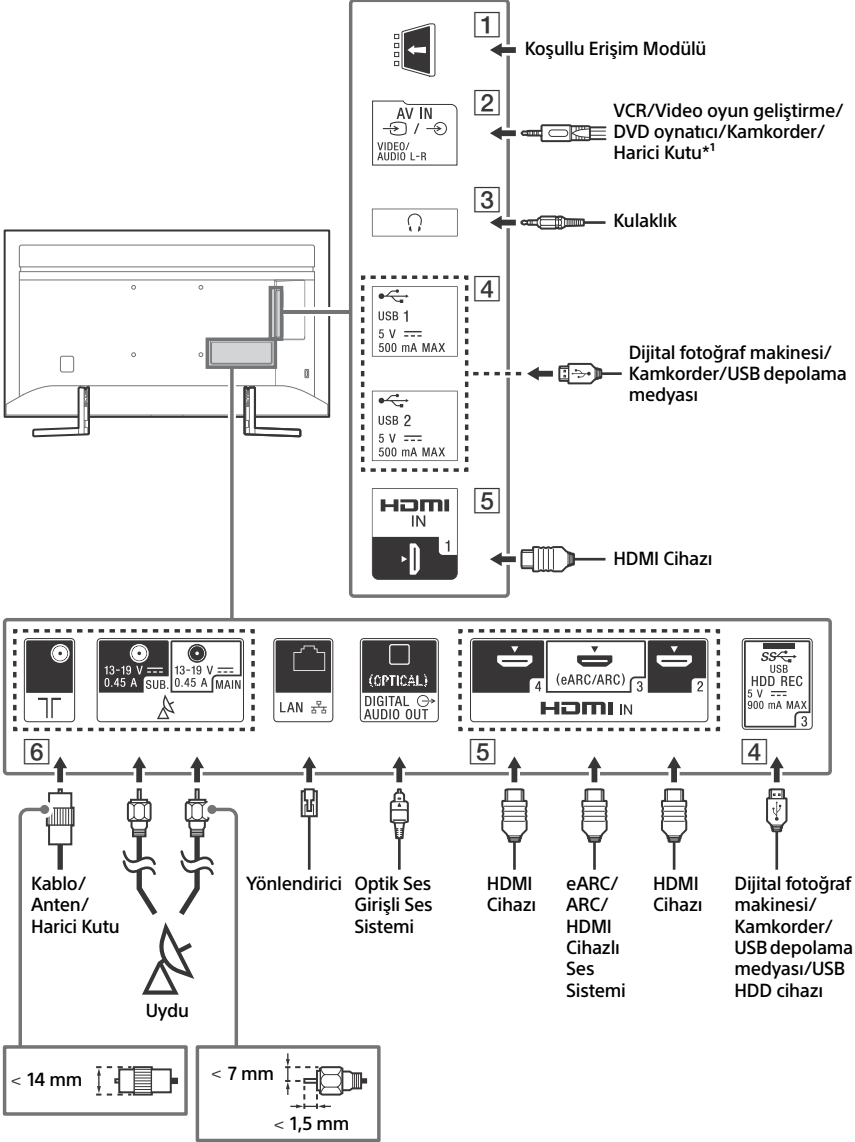 1
Koşullu Erişim Modülü
2
AV IN
/
VIDEO/
AUDIO L-R
VCR/Video oyun geliştirme/
DVD oynatıcı/Kamkorder/
Harici Kutu*1
3
Kulaklık
4
USB 1
5 V
500 mA MAX
USB 2
5 V
500 mA MAX
Dijital fotoğraf makinesi/
Kamkorder/USB depolama
medyası
5
HDMI
IN
1
HDMI Cihazı
13-19 V
0.45 A
SUB.
13-19 V
0.45 A
MAIN
6
LAN
(OPTICAL)
DIGITAL
AUDIO OUT
4
(eARC/ARC)
3
2
HDMI IN
5
SS
USB
HDD REC
5 V
900 mA MAX
3
4
Kablo/
Anten/
Harici Kutu
Uydu
Yönlendirici
Optik Ses
Girişli Ses
Sistemi
HDMI
Cihazı
eARC/
ARC/
HDMI
Cihazlı
Ses
Sistemi
HDMI
Cihazı
Dijital fotoğraf
makinesi/
Kamkorder/
USB depolama
medyası/USB
HDD cihazı
< 14 mm
< 7 mm
< 1,5 mm